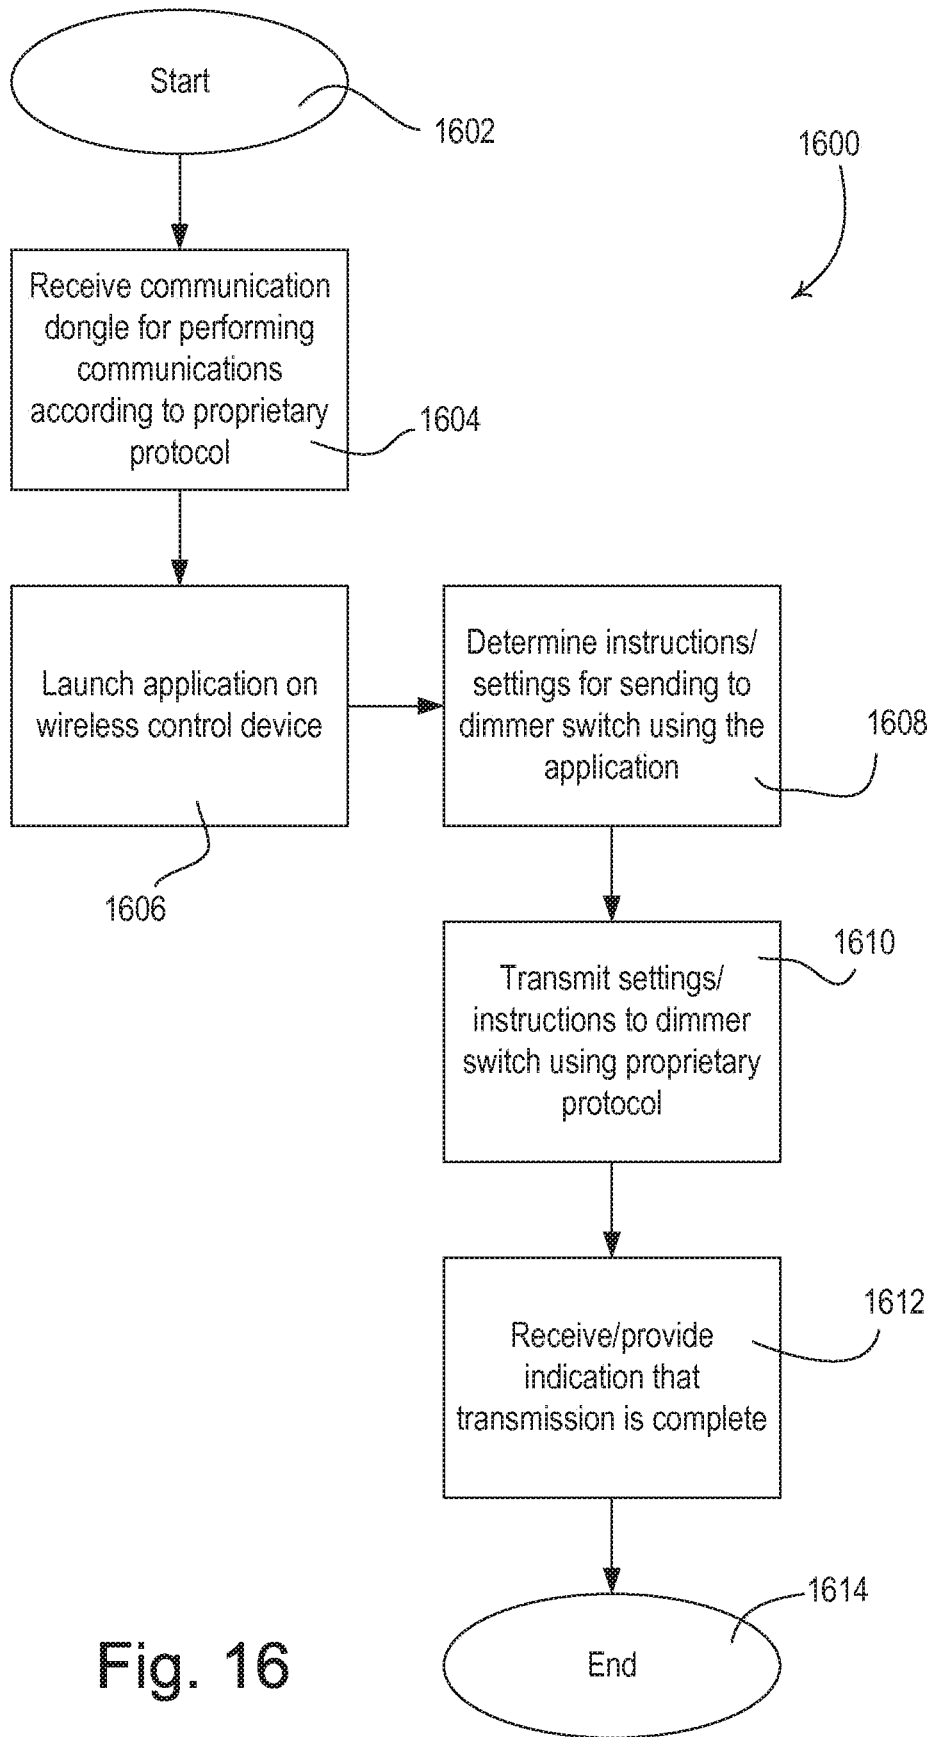 Start
1602
1600
Receive communication
dongle for performing
communications
according to proprietary
protocol
1604
Launch application on
wireless control device
1606
Determine instructions/
settings for sending to
dimmer switch using the
application
1608
Transmit settings/
instructions to dimmer
switch using proprietary
protocol
1610
Receive/provide
indication that
transmission is complete
1612
End
1614
Fig. 16